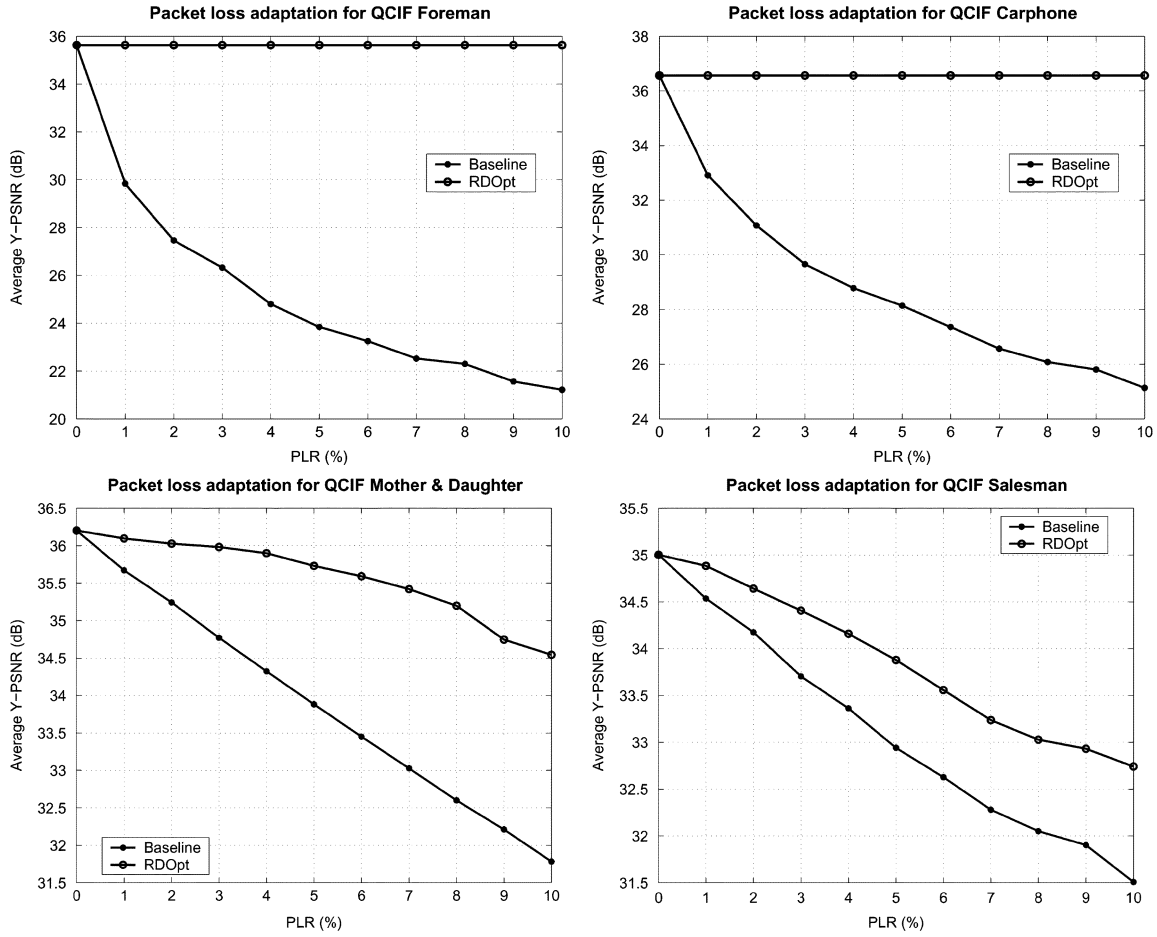 Packet loss adaptation for QCIF Foreman
36
34
32
30
28
26
24
22
20
Average Y−PSNR (dB)
Baseline
RDOpt
0 1 2 3 4 5 6 7 8 9 10
PLR (%)
Packet loss adaptation for QCIF Carphone
38
36
34
32
30
28
26
24
Average Y−PSNR (dB)
Baseline
RDOpt
0 1 2 3 4 5 6 7 8 9 10
PLR (%)
Packet loss adaptation for QCIF Mother & Daughter
36.5
36
35.5
35
34.5
34
33.5
33
32.5
32
31.5
Average Y−PSNR (dB)
Baseline
RDOpt
0 1 2 3 4 5 6 7 8 9 10
PLR (%)
Packet loss adaptation for QCIF Salesman
35.5
35
34.5
34
33.5
33
32.5
32
31.5
Average Y−PSNR (dB)
Baseline
RDOpt
0 1 2 3 4 5 6 7 8 9 10
PLR (%)